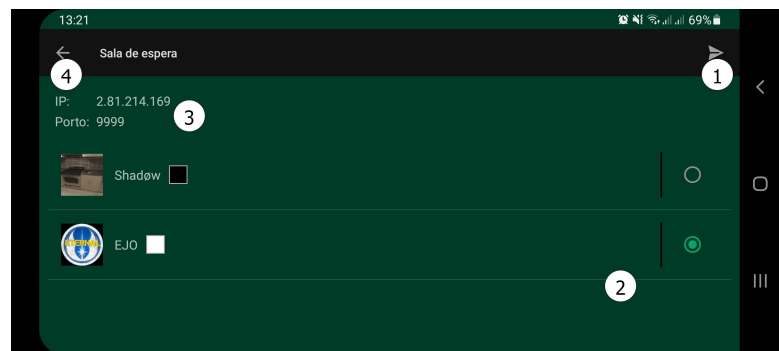 13:21
69%
Sala de espera
1
4
IP: 2.81.214.169
3
Porto: 9999
Shadøw
EJO
2